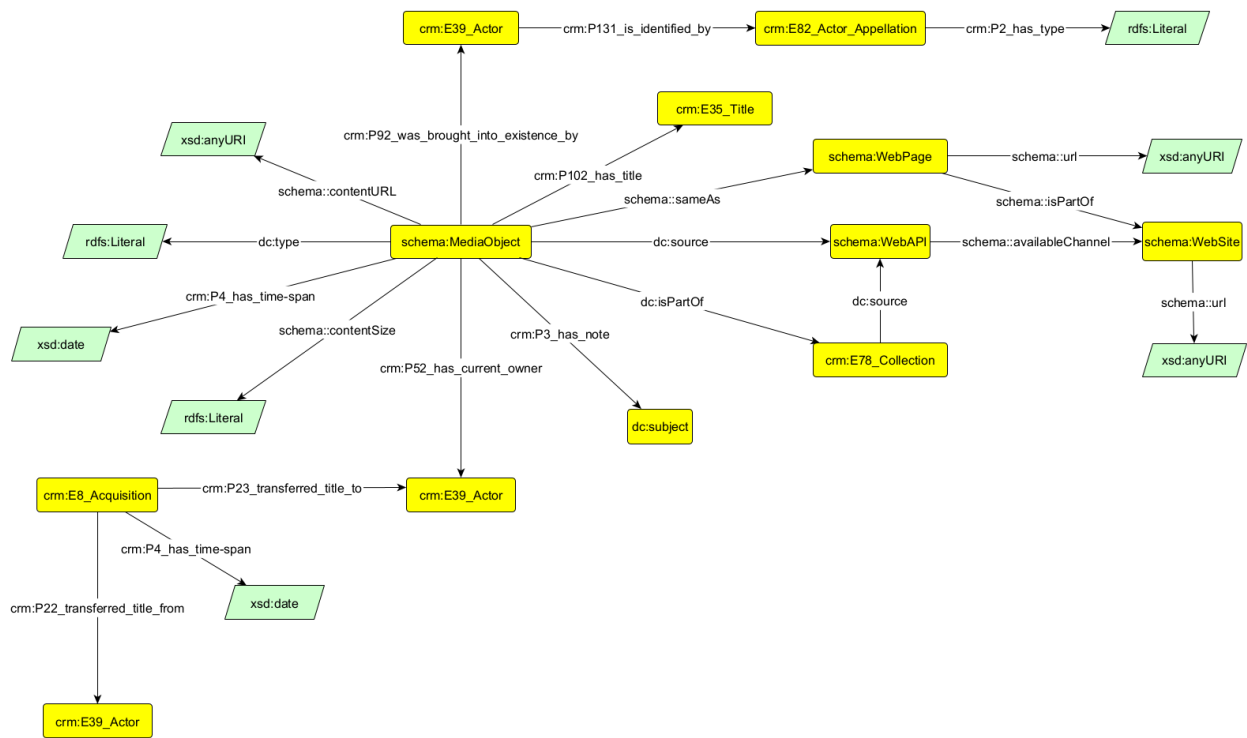 crm:E39_Actor
crm:P131_is_identified_by
crm:E82_Actor_Appellation
crm:P2_has_type
rdfs:Literal
crm:E35_Title
xsd:anyURI
crm:P92_was_brought_into_existence_by
schema:WebPage
schema::url
xsd:anyURI
crm:P102_has_title
schema::contentURL
schema::sameAs
schema::isPartOf
rdfs:Literal
dc:type
schema:MediaObject
dc:source
schema:WebAPI
schema::availableChannel
schema:WebSite
crm:P4_has_time-span
dc:isPartOf
dc:source
schema::url
schema::contentSize
crm:P3_has_note
xsd:date
crm:E78_Collection
xsd:anyURI
crm:P52_has_current_owner
rdfs:Literal
dc:subject
crm:E8_Acquisition
crm:P23_transferred_title_to
crm:E39_Actor
crm:P4_has_time-span
xsd:date
crm:P22_transferred_title_from
crm:E39_Actor